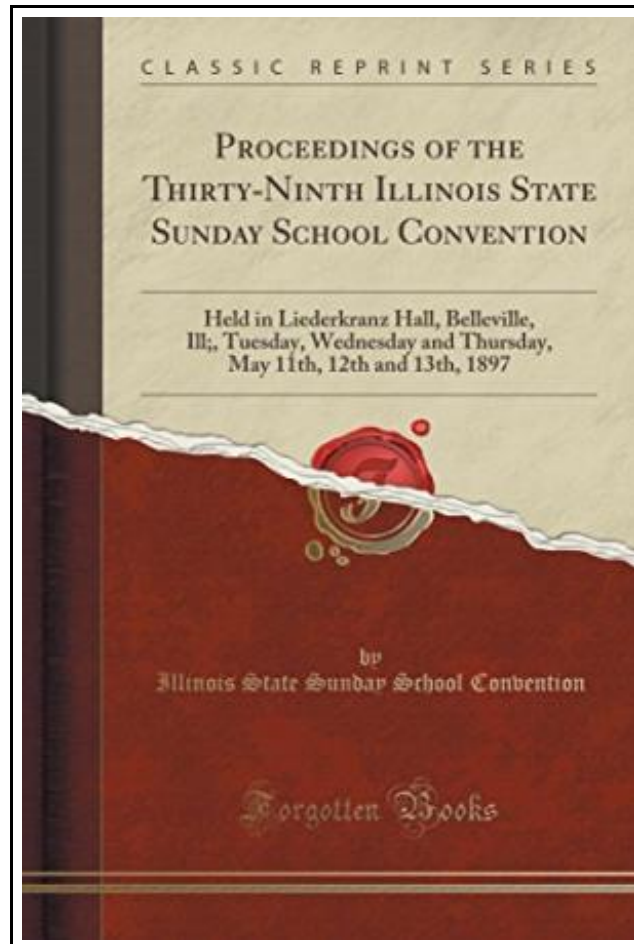 CLASSIC REPRINT SERIES
PROCEEDINGS OF THE
THIRTY-NINTH ILLINOIS STATE
SUNDAY SCHOOL CONVENTION
Held in Liederkranz Hall, Belleville,
Ill;, Tuesday, Wednesday and Thursday,
May 11th, 12th and 13th, 1897
by
Illinois State Sunday School Convention
Forgotten Books